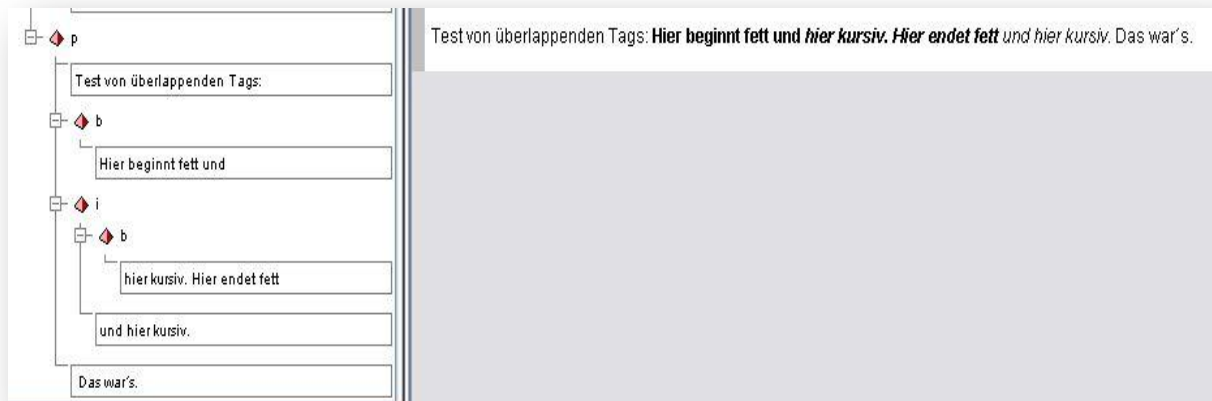 p
Test von überlappenden Tags:
b
Hier beginnt fett und
i
b
hier kursiv. Hier endet fett
und hier kursiv.
Das war´s.
Test von überlappenden Tags: Hier beginnt fett und hier kursiv. Hier endet fett und hier kursiv. Das war´s.